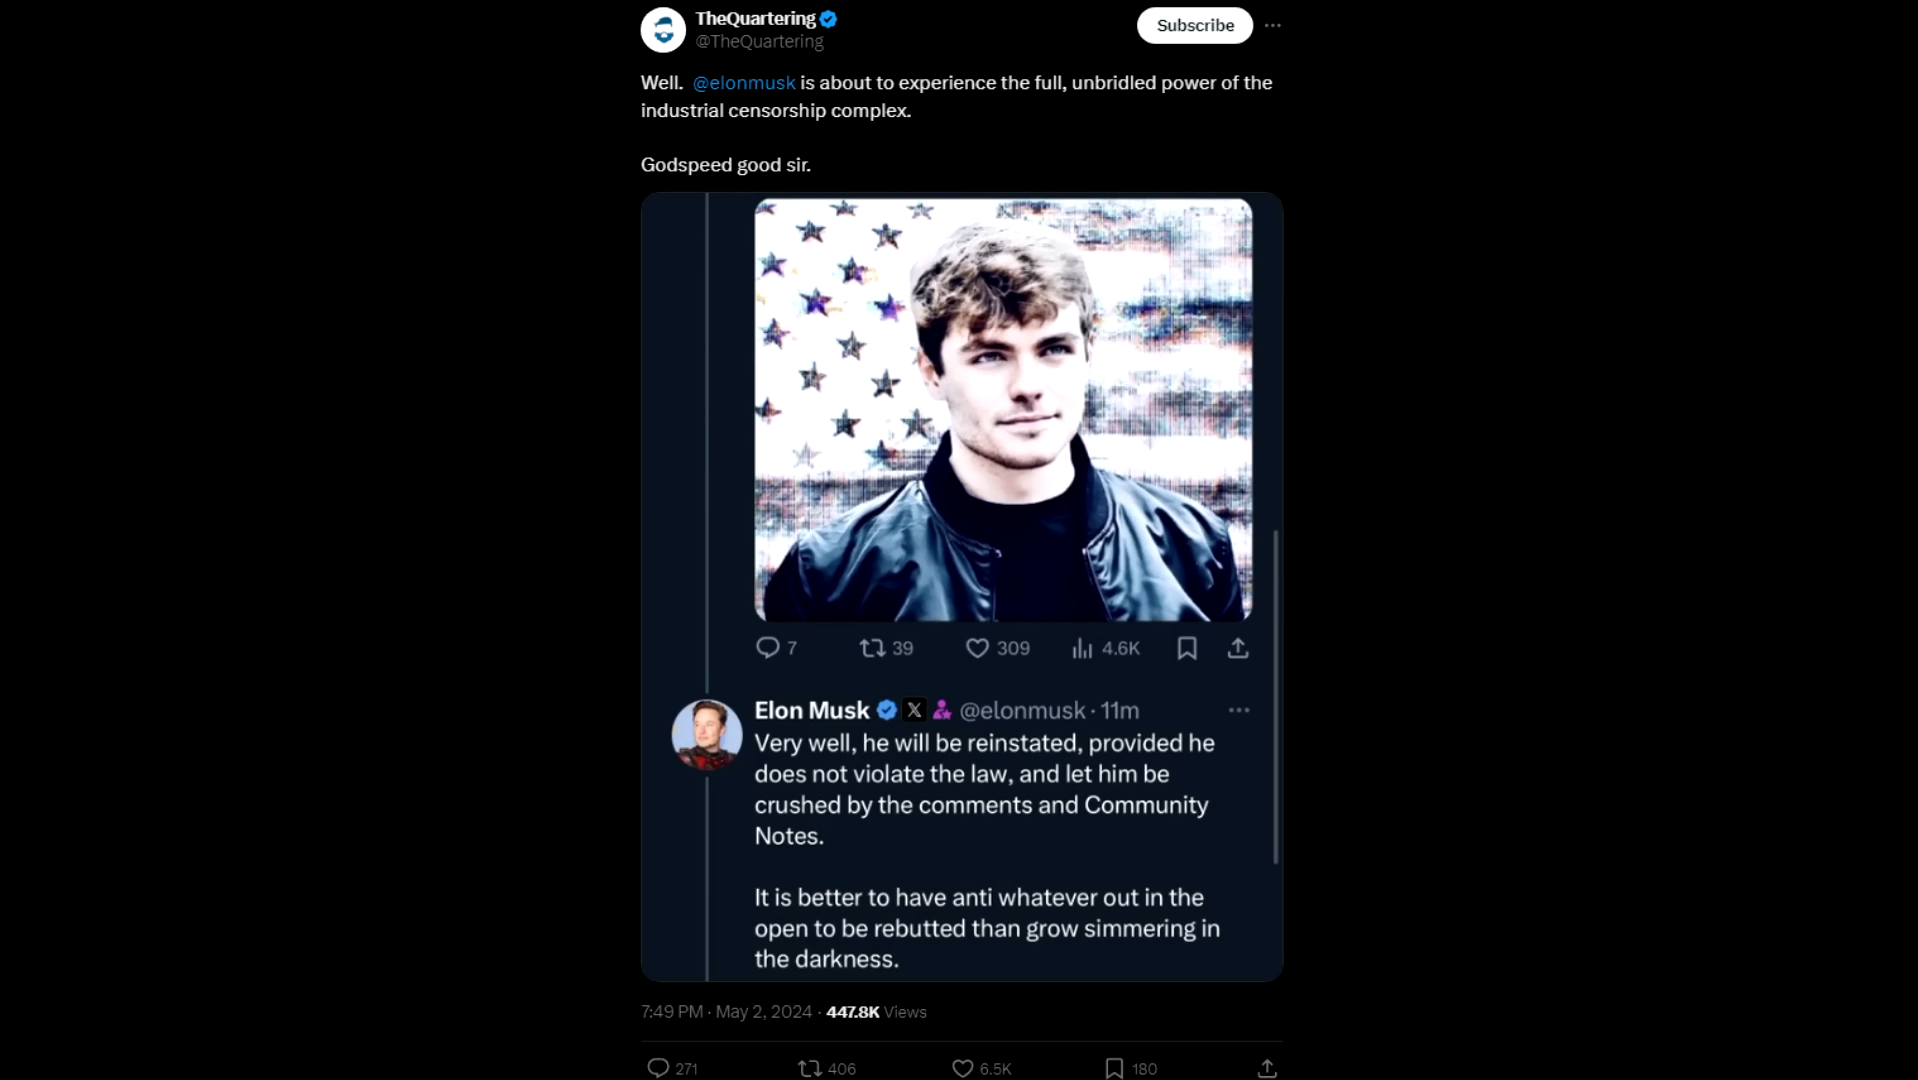 TheQuartering
@TheQuartering
Subscribe
Well. @elonmusk is about to experience the full, unbridled power of the
industrial censorship complex.
Godspeed good sir.
7
39
309
4.6K
Elon Musk X @elonmusk · 11m
Very well, he will be reinstated, provided he
does not violate the law, and let him be
crushed by the comments and Community
Notes.
It is better to have anti whatever out in the
open to be rebutted than grow simmering in
the darkness.
7:49 PM · May 2, 2024 · 447.8K Views
271
406
6.5K
180